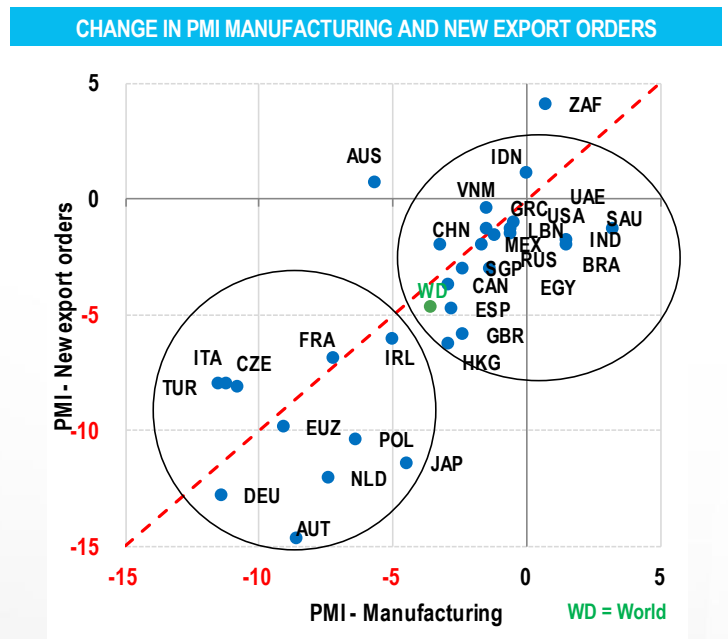 CHANGE IN PMI MANUFACTURING AND NEW EXPORT ORDERS
5
ZAF
AUS
IDN
VNM
UAE
0
GRC
USA
SAU
CHN
LBN
IND
MEX
RUS
BRA
SGP
WD
CAN
EGY
-5
ESP
FRA
GBR
ITA
CZE
IRL
HKG
TUR
PMI - New export orders
-10
EUZ
POL
JAP
NLD
DEU
AUT
-15
-15
-10
-5
0
5
PMI - Manufacturing
WD = World